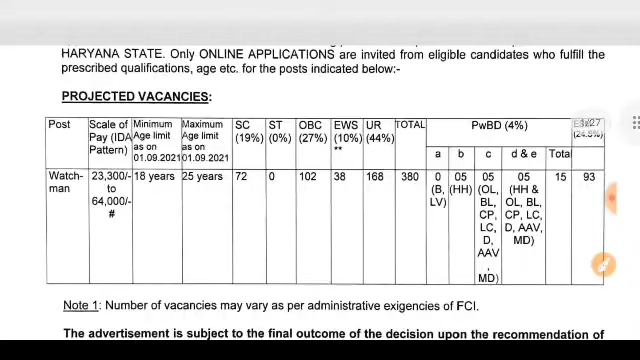 HARYANA STATE. Only ONLINE APPLICATIONS are invited from eligible candidates who fulfill the
prescribed qualifications, age etc. for the posts indicated below:-
PROJECTED VACANCIES:
Post Scale of Pay (IDA Pattern) Minimum Age limit as on 01.09.2021 Maximum Age limit as on 01.09.2021 SC (19%) ST (0%) OBC (27%) EWS (10%) ** UR (44%) TOTAL PwBD (4%) (24.5%)
a b c d & e Total
Watch-man 23,300/- to 64,000/- # 18 years 25 years 72 0 102 38 168 380 0 (B, LV) 05 (HH) 05 (OL, BL, CP, LC, D, AAV , MD) 05 (HH & OL, BL, CP, LC, D, AAV, MD) 15 93
Note 1: Number of vacancies may vary as per administrative exigencies of FCI.
The advertisement is subject to the final outcome of the decision upon the recommendation of